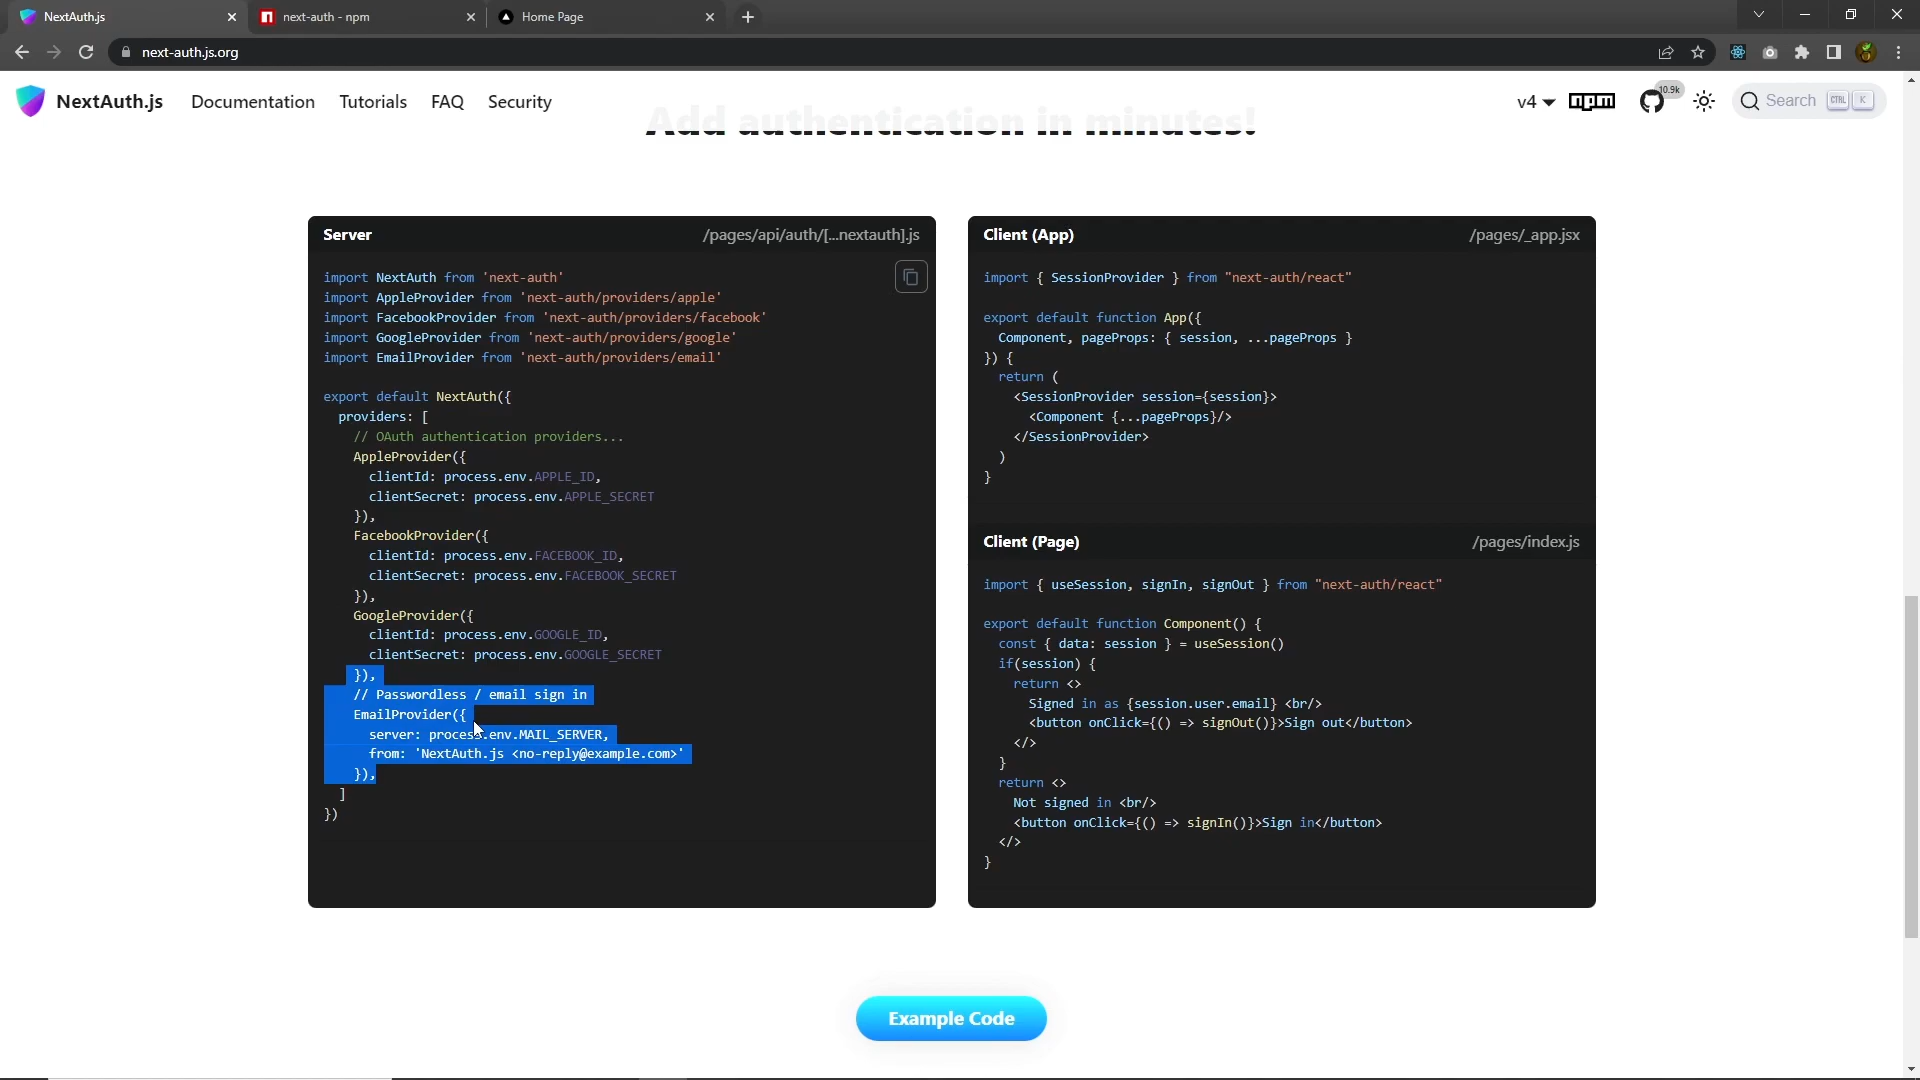 NextAuth.js
next-auth - npm
Home Page
next-auth.js.org
NextAuth.js
Documentation
Tutorials
FAQ
Security
v4
npm
10.9k
Search
CTRL
K
Add authentication in minutes!
Server
/pages/api/auth/[...nextauth].js
import NextAuth from 'next-auth'
import AppleProvider from 'next-auth/providers/apple'
import FacebookProvider from 'next-auth/providers/facebook'
import GoogleProvider from 'next-auth/providers/google'
import EmailProvider from 'next-auth/providers/email'
export default NextAuth({
providers: [
// OAuth authentication providers...
AppleProvider({
clientId: process.env.APPLE_ID,
clientSecret: process.env.APPLE_SECRET
}),
FacebookProvider({
clientId: process.env.FACEBOOK_ID,
clientSecret: process.env.FACEBOOK_SECRET
}),
GoogleProvider({
clientId: process.env.GOOGLE_ID,
clientSecret: process.env.GOOGLE_SECRET
}),
// Passwordless / email sign in
EmailProvider({
server: process.env.MAIL_SERVER,
from: 'NextAuth.js <no-reply@example.com>'
}),
]
})
Client (App)
/pages/_app.jsx
import { SessionProvider } from "next-auth/react"
export default function App({
Component, pageProps: { session, ...pageProps }
}) {
return (
<SessionProvider session={session}>
<Component {...pageProps}/>
</SessionProvider>
)
}
Client (Page)
/pages/index.js
import { useSession, signIn, signOut } from "next-auth/react"
export default function Component() {
const { data: session } = useSession()
if(session) {
return <>
Signed in as {session.user.email} <br/>
<button onClick={() => signOut()}>Sign out</button>
</>
}
return <>
Not signed in <br/>
<button onClick={() => signIn()}>Sign in</button>
</>
}
Example Code